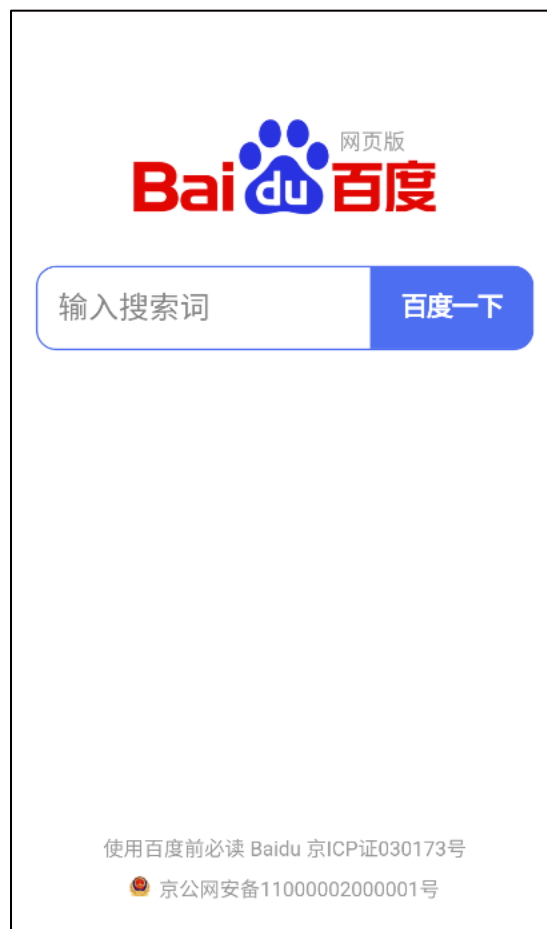 网页版
Bai du 百度
输入搜索词 百度一下
使用百度前必读 Baidu 京ICP证030173号
京公网安备11000002000001号